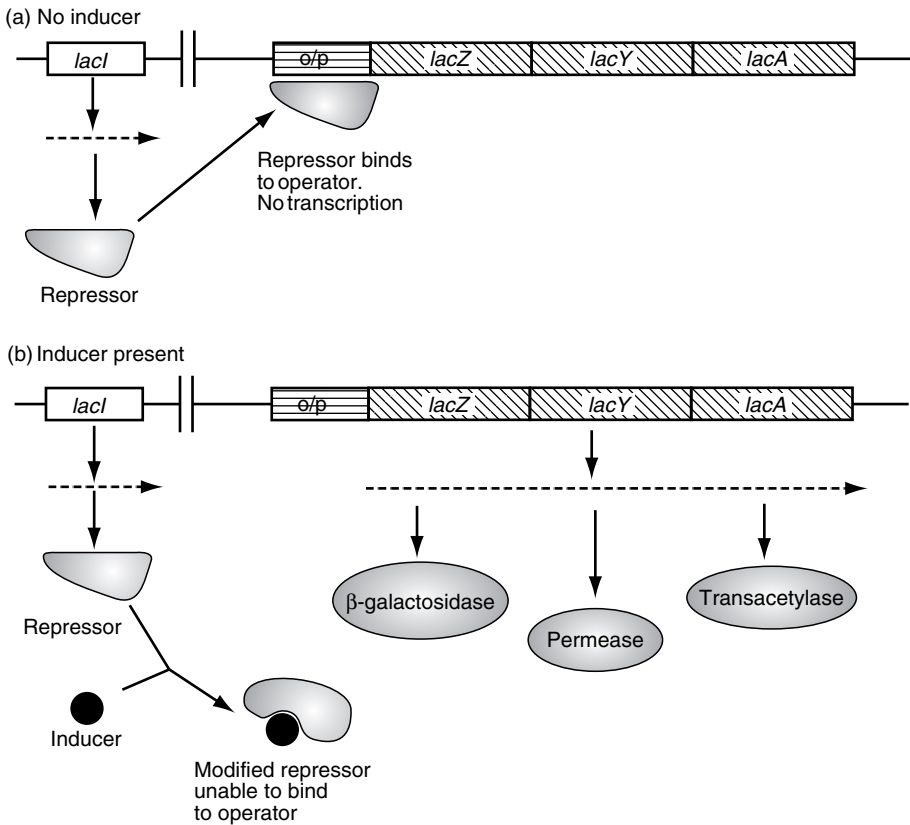 (a) No inducer
lacI
o/p
lacZ
lacY
lacA
Repressor binds
to operator.
No transcription
Repressor
(b) Inducer present
lacI
o/p
lacZ
lacY
lacA
β-galactosidase
Permease
Transacetylase
Repressor
Inducer
Modified repressor
unable to bind
to operator